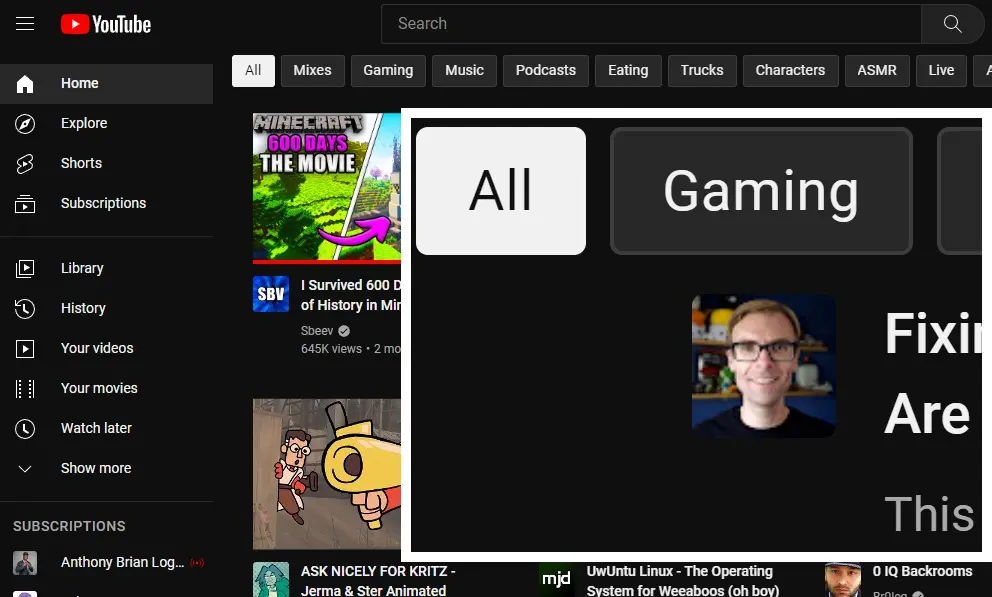 YouTube
Search
Home
Explore
Shorts
Subscriptions
Library
History
Your videos
Your movies
Watch later
Show more
SUBSCRIPTIONS
Anthony Brian Log...
All Mixes Gaming Music Podcasts Eating Trucks Characters ASMR Live A
MINECRAFT
600 DAYS
THE MOVIE
SBV
I Survived 600 D
of History in Min
Sbeev
645K views • 2 mo
All Gaming
Fixin
Are
This
ASK NICELY FOR KRITZ -
Jerma & Ster Animated
mjd
UwUntu Linux - The Operating
System for Weeaboos (oh boy)
0 IQ Backrooms
Br0log